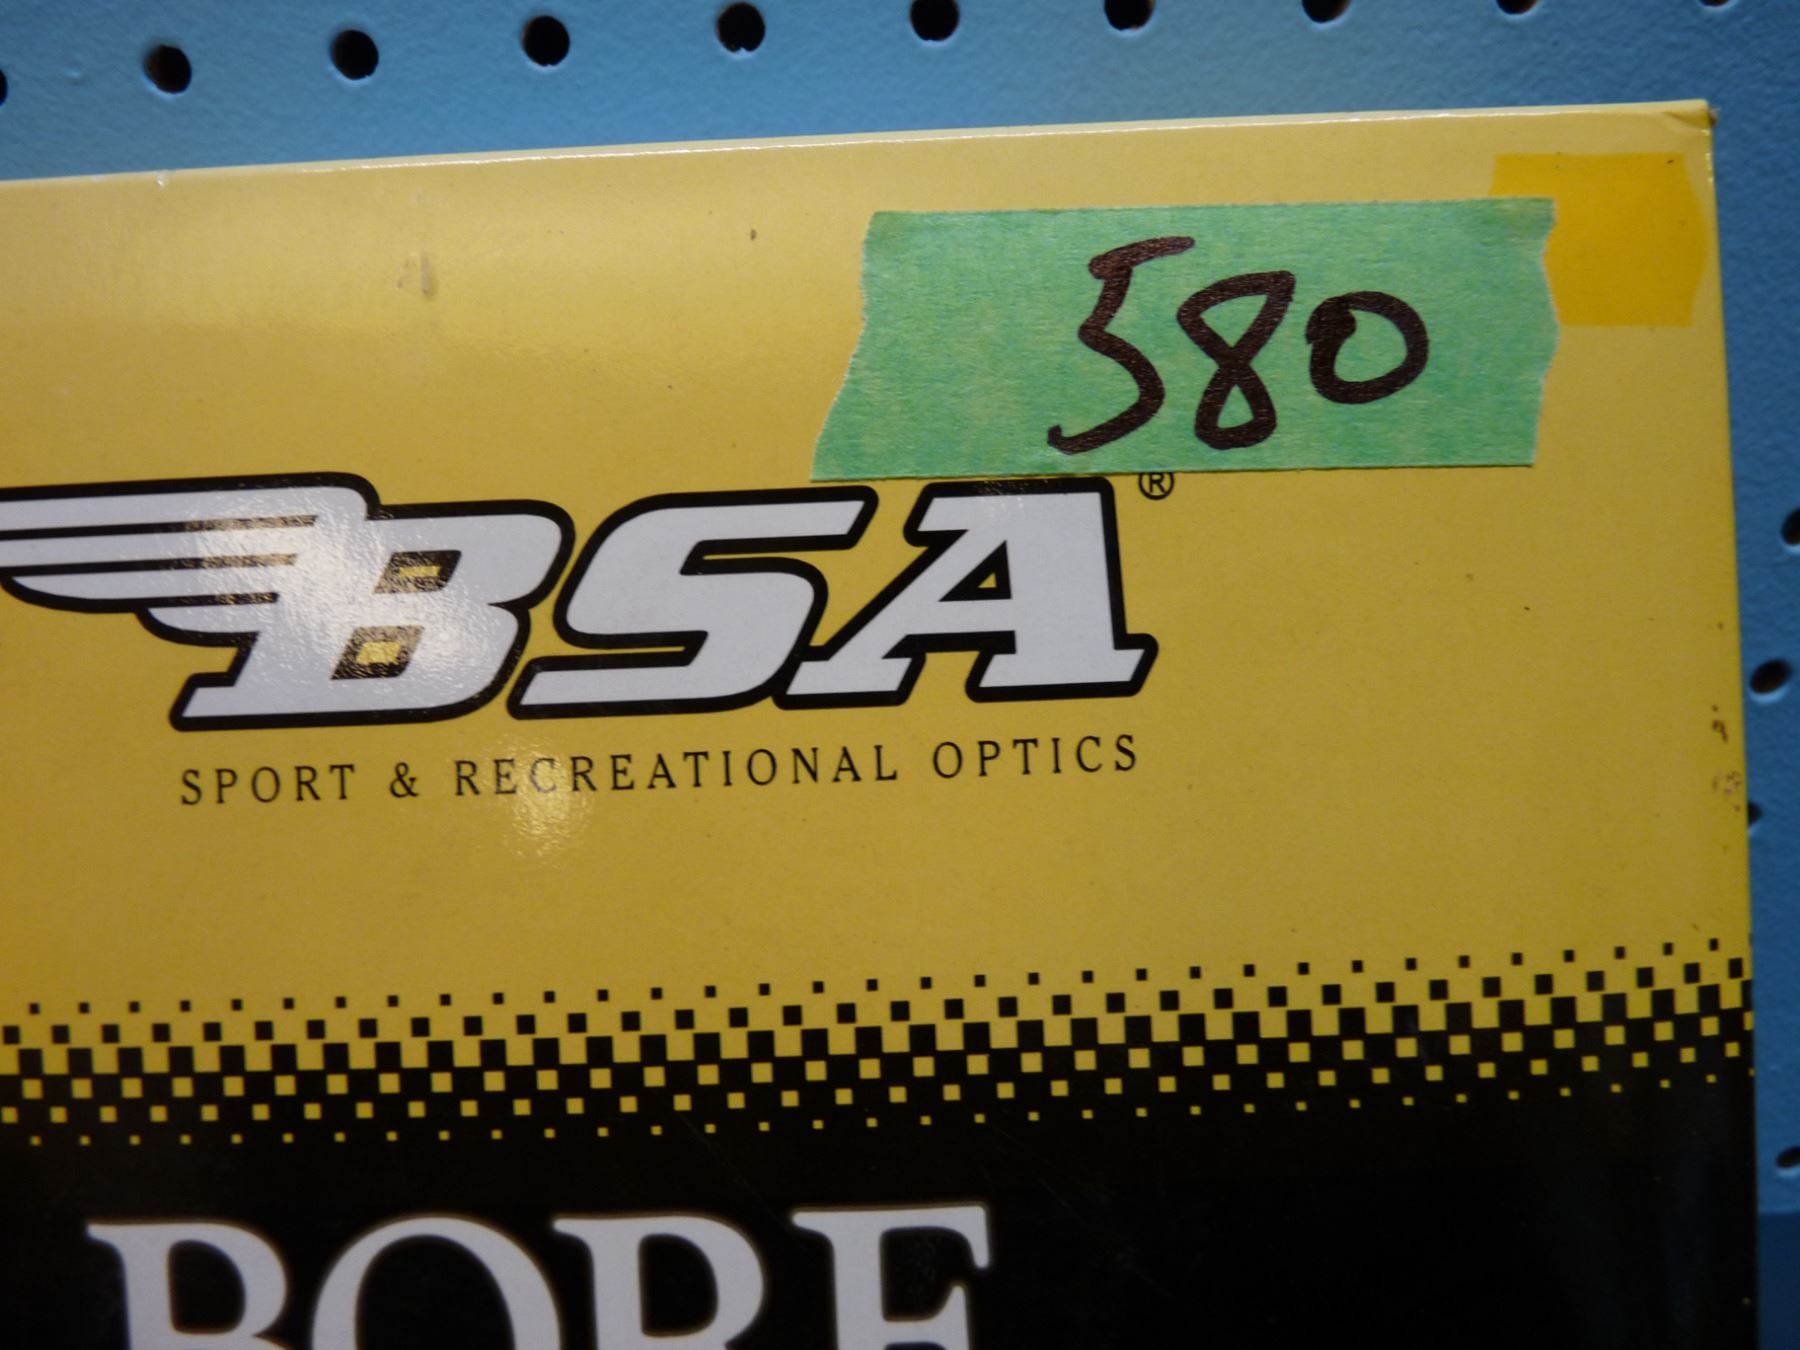 580
BSA®
SPORT & RECREATIONAL OPTICS
BORE